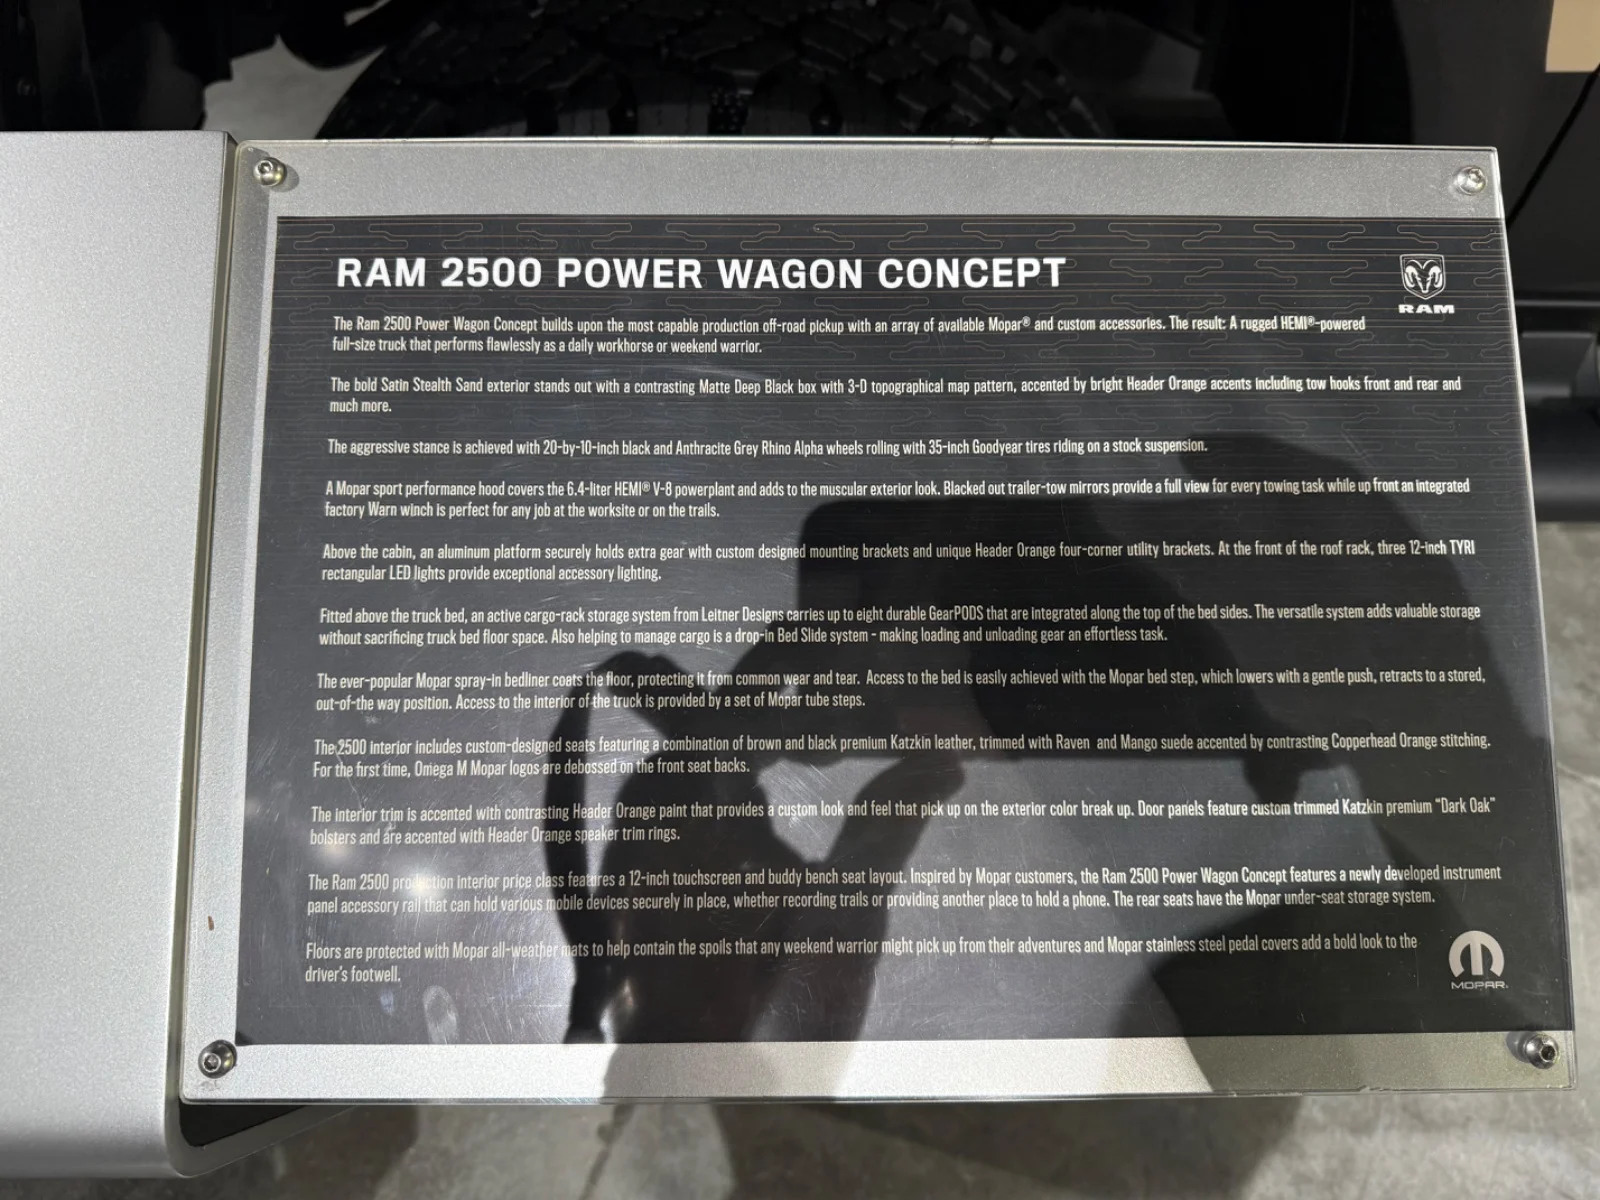 RAM 2500 POWER WAGON CONCEPT
RAM
The Ram 2500 Power Wagon Concept builds upon the most capable production off-road pickup with an array of available Mopar® and custom accessories. The result: A rugged HEMI®-powered
full-size truck that performs flawlessly as a daily workhorse or weekend warrior.
The bold Satin Stealth Sand exterior stands out with a contrasting Matte Deep Black box with 3-D topographical map pattern, accented by bright Header Orange accents including tow hooks front and rear and
much more.
The aggressive stance is achieved with 20-by-10-inch black and Anthracite Grey Rhino Alpha wheels rolling with 35-inch Goodyear tires riding on a stock suspension.
A Mopar sport performance hood covers the 6.4-liter HEMI® V-8 powerplant and adds to the muscular exterior look. Blacked out trailer-tow mirrors provide a full view for every towing task while up front an integrated
factory Warn winch is perfect for any job at the worksite or on the trails.
Above the cabin, an aluminum platform securely holds extra gear with custom designed mounting brackets and unique Header Orange four-corner utility brackets. At the front of the roof rack, three 12-inch TYRI
rectangular LED lights provide exceptional accessory lighting.
Fitted above the truck bed, an active cargo-rack storage system from Leitner Designs carries up to eight durable GearPODS that are integrated along the top of the bed sides. The versatile system adds valuable storage
without sacrificing truck bed floor space. Also helping to manage cargo is a drop-in Bed Slide system - making loading and unloading gear an effortless task.
The ever-popular Mopar spray-in bedliner coats the floor, protecting it from common wear and tear. Access to the bed is easily achieved with the Mopar bed step, which lowers with a gentle push, retracts to a stored,
out-of-the way position. Access to the interior of the truck is provided by a set of Mopar tube steps.
The 2500 interior includes custom-designed seats featuring a combination of brown and black premium Katzkin leather, trimmed with Raven and Mango suede accented by contrasting Copperhead Orange stitching.
For the first time, Omega M Mopar logos are debossed on the front seat backs.
The interior trim is accented with contrasting Header Orange paint that provides a custom look and feel that pick up on the exterior color break up. Door panels feature custom trimmed Katzkin premium "Dark Oak"
bolsters and are accented with Header Orange speaker trim rings.
The Ram 2500 production interior price class features a 12-inch touchscreen and buddy bench seat layout. Inspired by Mopar customers, the Ram 2500 Power Wagon Concept features a newly developed instrument
panel accessory rail that can hold various mobile devices securely in place, whether recording trails or providing another place to hold a phone. The rear seats have the Mopar under-seat storage system.
Floors are protected with Mopar all-weather mats to help contain the spoils that any weekend warrior might pick up from their adventures and Mopar stainless steel pedal covers add a bold look to the
driver's footwell.
MOPAR.